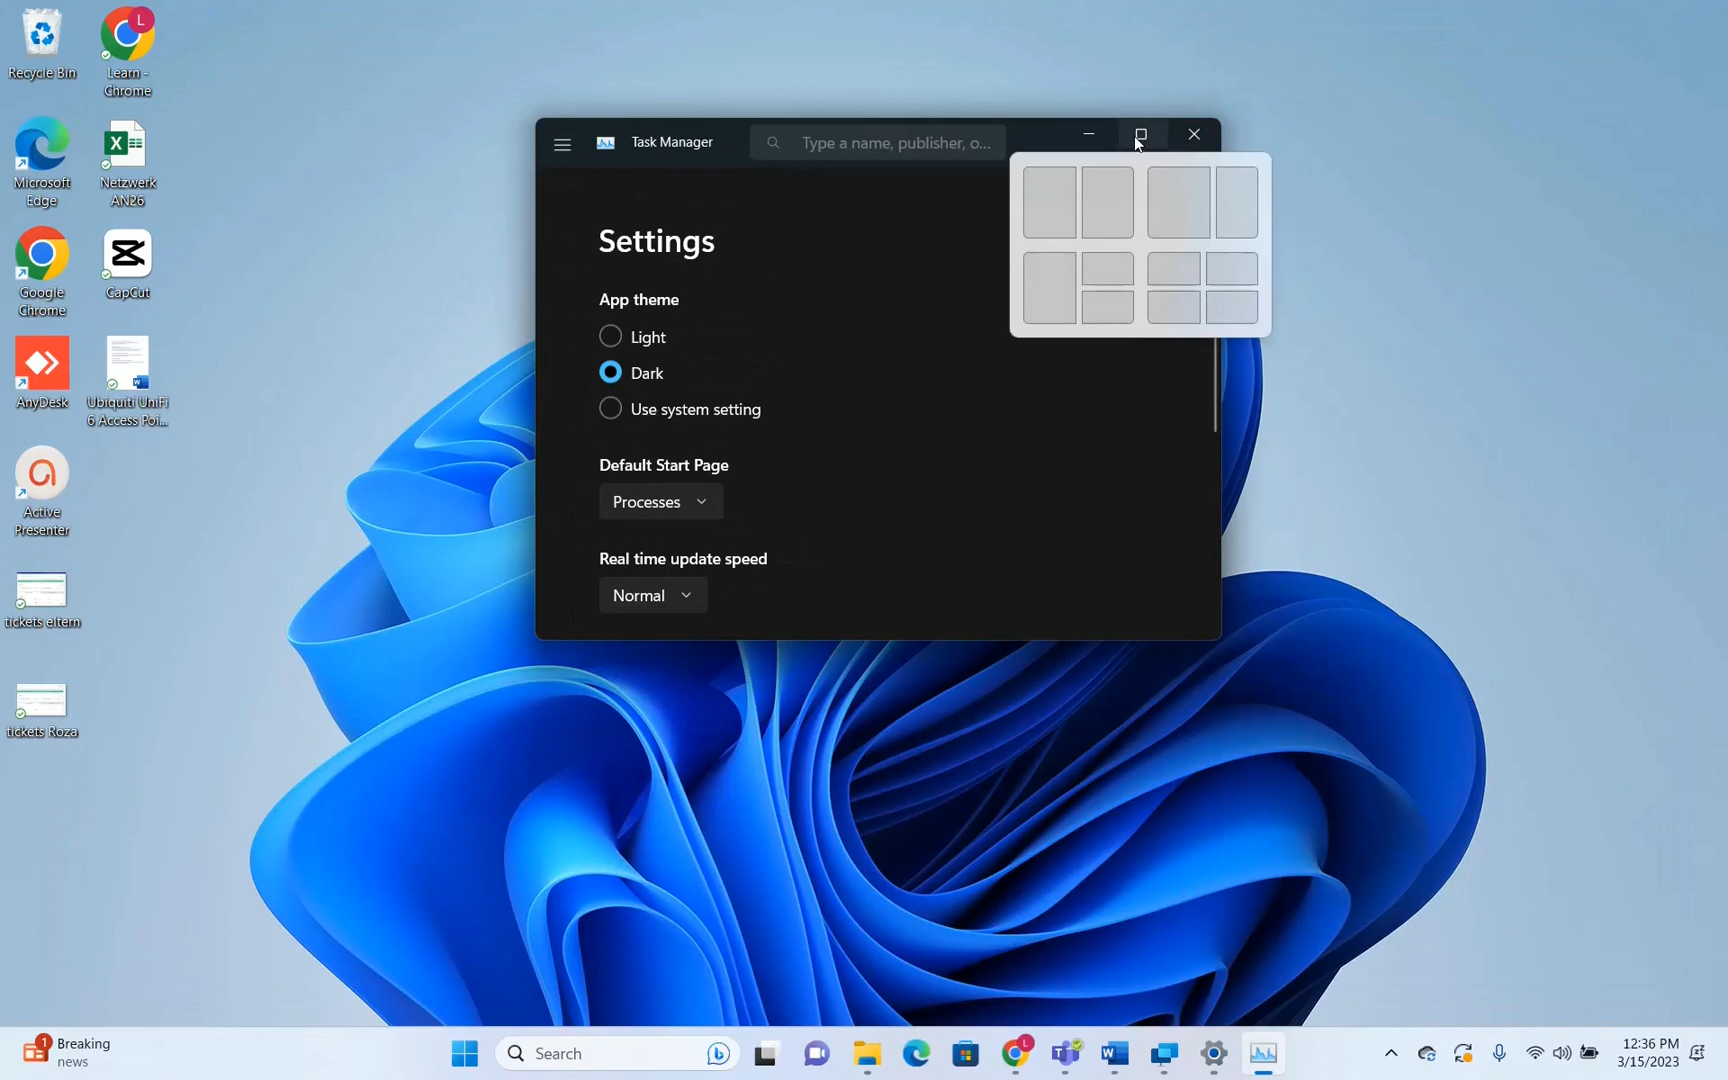 Recycle Bin
L
Learn -
Chrome
Microsoft
Edge
Netzwerk
AN26
Google
Chrome
CapCut
AnyDesk
Ubiquiti UniFi
6 Access Poi...
Active
Presenter
tickets eltern
tickets Roza
Task Manager
Type a name, publisher, o...
Settings
App theme
Light
Dark
Use system setting
Default Start Page
Processes
Real time update speed
Normal
1
Breaking
news
Search
L
12:36 PM
3/15/2023